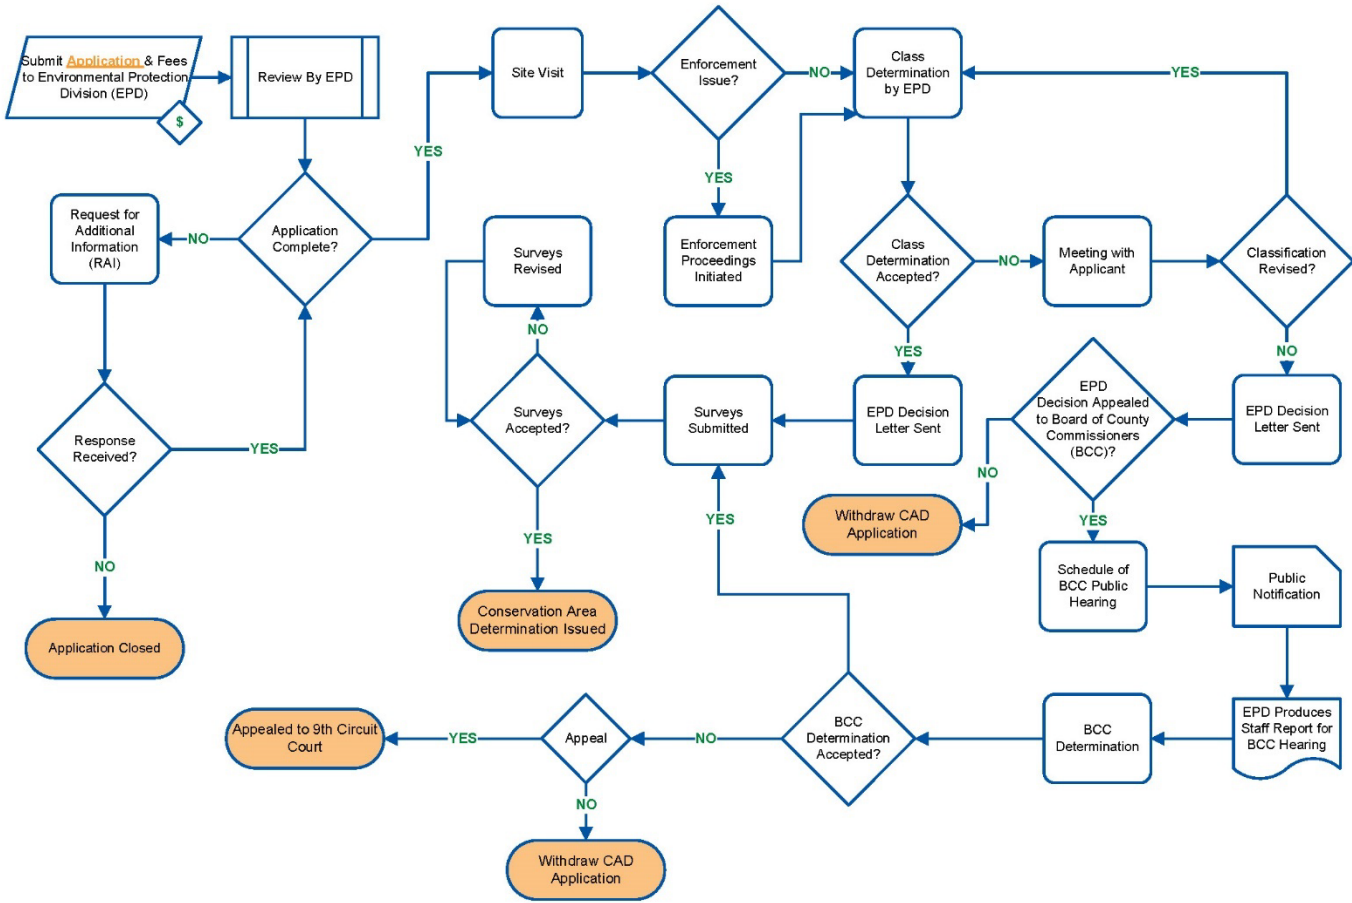 Submit Application & Fees
to Environmental Protection
Division (EPD)
$
Review By EPD
Site Visit
Enforcement
Issue?
NO
Class
Determination
by EPD
YES
YES
YES
Request for
Additional
Information
(RAI)
NO
Application
Complete?
Surveys
Revised
Enforcement
Proceedings
Initiated
Class
Determination
Accepted?
NO
Meeting with
Applicant
Classification
Revised?
NO
YES
NO
Response
Received?
YES
Surveys
Accepted?
Surveys
Submitted
EPD Decision
Letter Sent
EPD
Decision Appealed
to Board of County
Commissioners
(BCC)?
EPD Decision
Letter Sent
NO
Withdraw CAD
Application
YES
YES
YES
NO
Schedule of
BCC Public
Hearing
Public
Notification
Application Closed
Conservation Area
Determination Issued
Appealed to 9th Circuit
Court
YES
Appeal
NO
BCC
Determination
Accepted?
BCC
Determination
EPD Produces
Staff Report for
BCC Hearing
NO
Withdraw CAD
Application